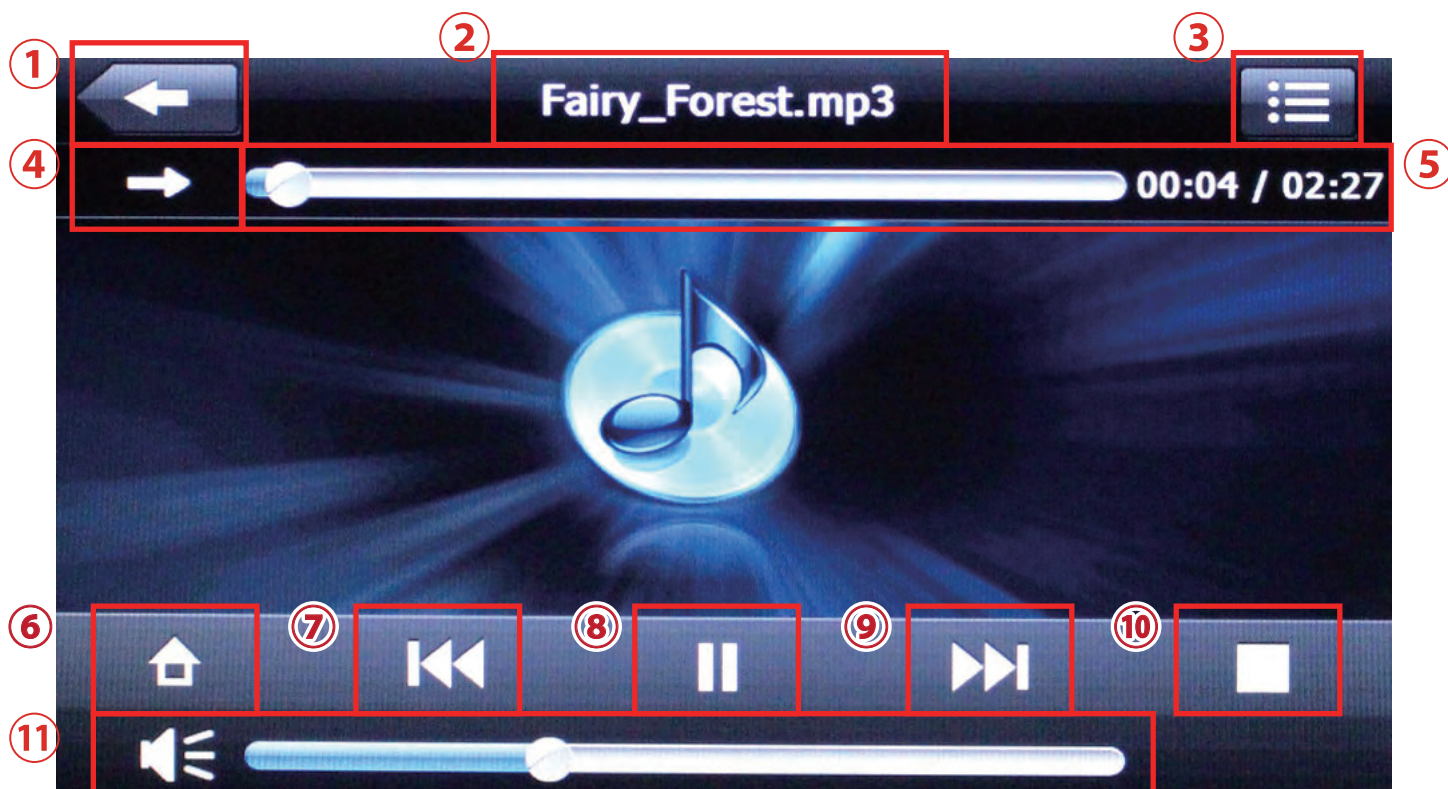 ① ② ③
Fairy_Forest.mp3
④ ⑤
00:04 / 02:27
⑥ ⑦ ⑧ ⑨ ⑩
⑪